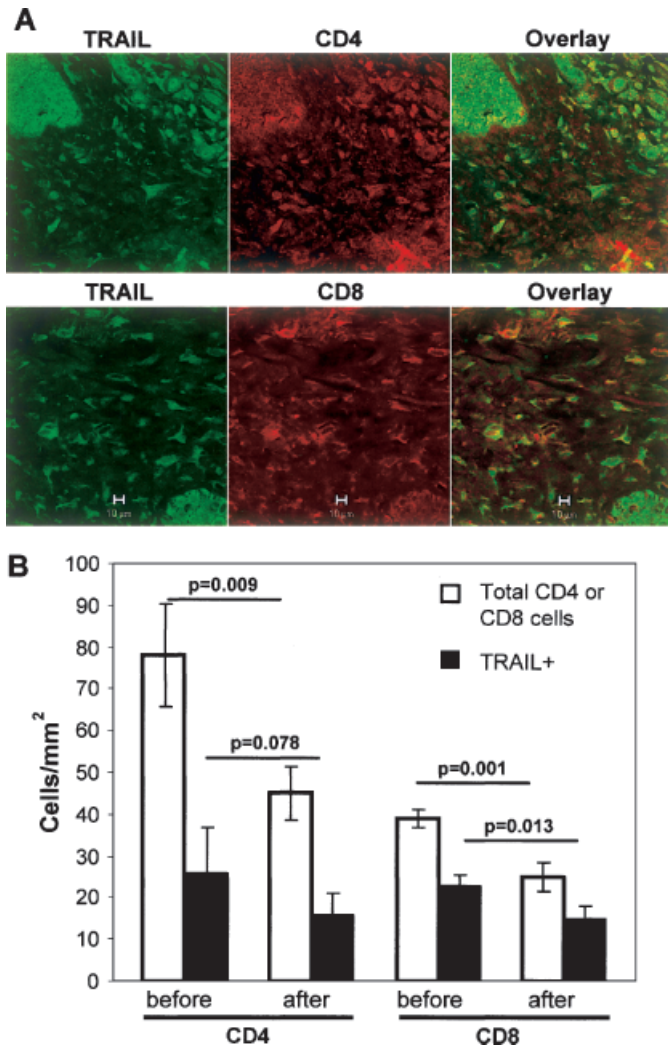 A
TRAIL CD4 Overlay
TRAIL CD8 Overlay
10 µm 10 µm 10 µm
B
100
90
80
70
60
50
40
30
20
10
0
Cells/mm²
p=0.009
p=0.078
p=0.001
p=0.013
Total CD4 or
CD8 cells
TRAIL+
before after before after
CD4 CD8